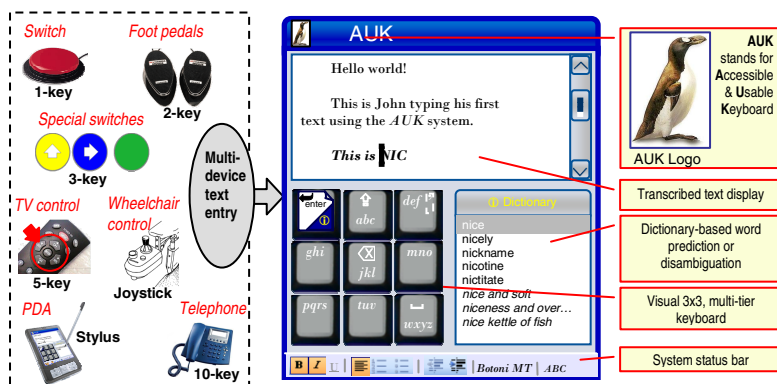 Switch
1-key
Foot pedals
2-key
Special switches
3-key
TV control
5-key
Wheelchair
control
Joystick
PDA
Stylus
Telephone
10-key
Multi-
device
text
entry
AUK
Hello world!
This is John typing his first
text using the AUK system.
This is NIC
enter
abc
def
ghi
jkl
mno
pqrs
tuv
wxyz
Dictionary
nice
nicely
nickname
nicotine
nictitate
nice and soft
niceness and over…
nice kettle of fish
B I U Botoni MT ABC
AUK
stands for
Accessible
& Usable
Keyboard
AUK Logo
Transcribed text display
Dictionary-based word
prediction or
disambiguation
Visual 3x3, multi-tier
keyboard
System status bar